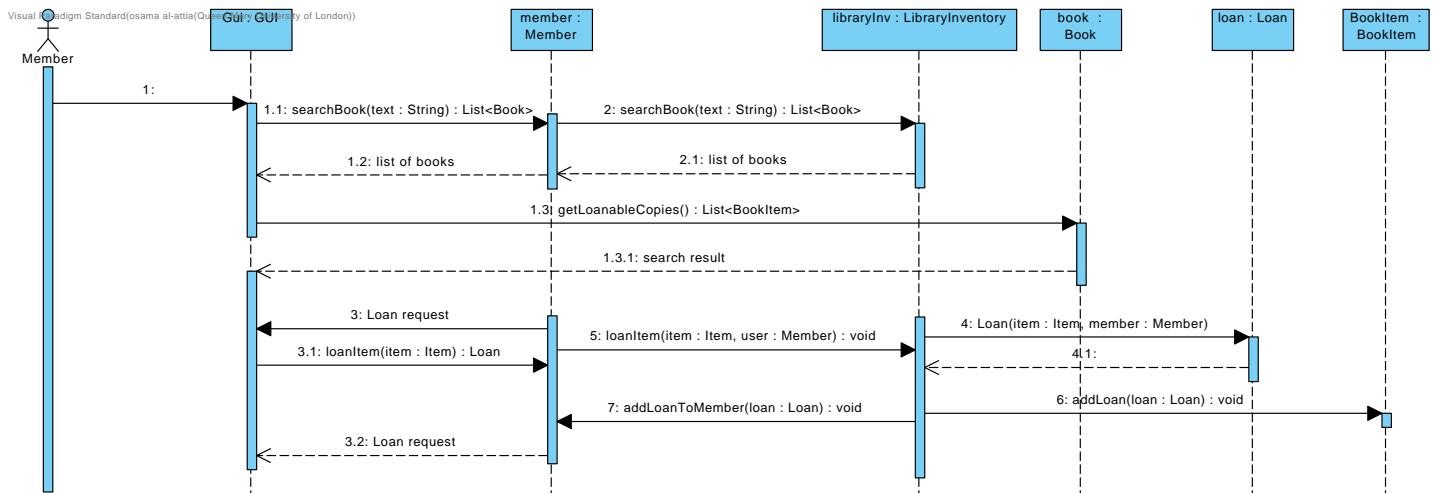 Visual Paradigm Standard(osama al-attia(Queen Mary University of London))
Member
Gui : GUI
member :
Member
libraryInv : LibraryInventory
book :
Book
loan : Loan
BookItem :
BookItem
1:
1.1: searchBook(text : String) : List<Book>
2: searchBook(text : String) : List<Book>
1.2: list of books
2.1: list of books
1.3: getLoanableCopies() : List<BookItem>
1.3.1: search result
3: Loan request
4: Loan(item : Item, member : Member)
5: loanItem(item : Item, user : Member) : void
3.1: loanItem(item : Item) : Loan
4.1:
6: addLoan(loan : Loan) : void
7: addLoanToMember(loan : Loan) : void
3.2: Loan request